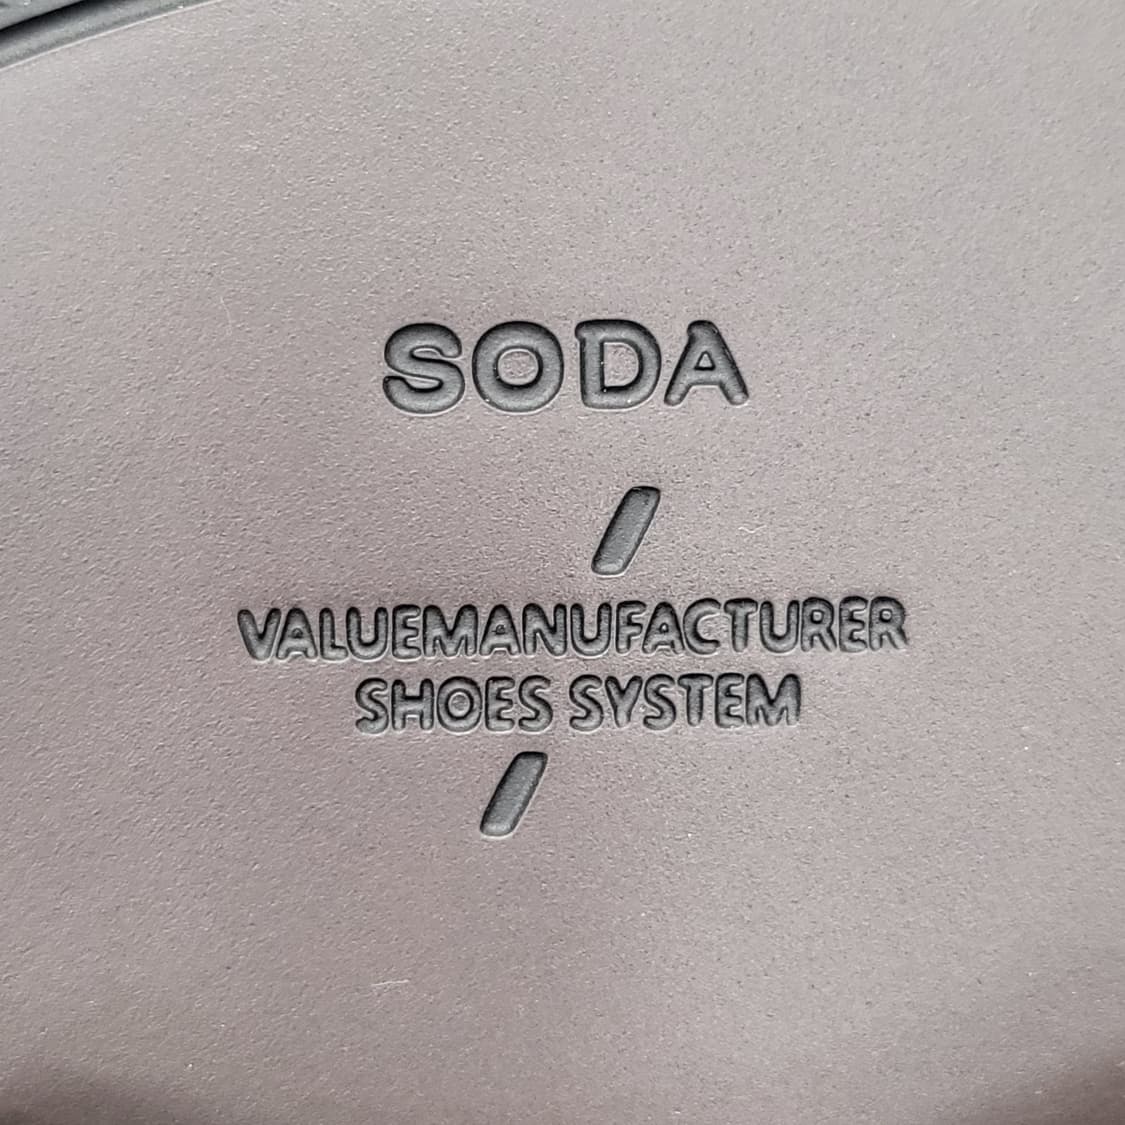 SODA
/
VALUEMANUFACTURER
SHOES SYSTEM
/